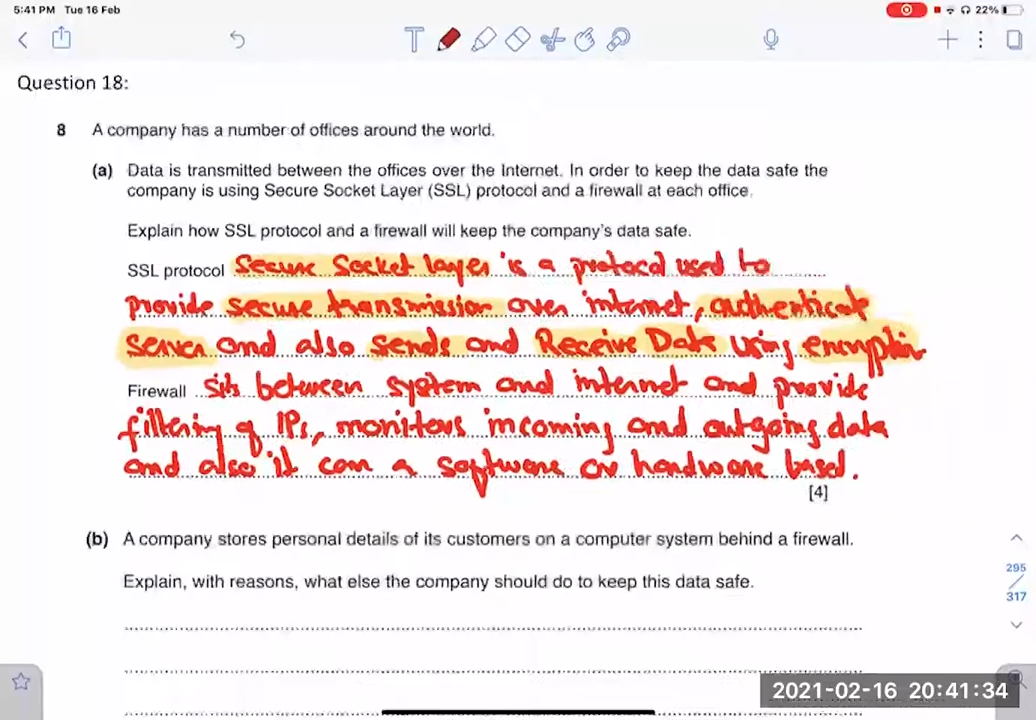 5:41 PM Tue 16 Feb
22%
Question 18:
8 A company has a number of offices around the world.
(a) Data is transmitted between the offices over the Internet. In order to keep the data safe the
company is using Secure Socket Layer (SSL) protocol and a firewall at each office.
Explain how SSL protocol and a firewall will keep the company's data safe.
SSL protocol Secure Socket layer is a protocol used to
provide secure transmission over internet, authenticate
server and also sends and Receive Data using encryption.
Firewall sits between system and internet and provide
filtering of IPs, monitors incoming and outgoing data
and also it can a software or hardware based.
[4]
(b) A company stores personal details of its customers on a computer system behind a firewall.
Explain, with reasons, what else the company should do to keep this data safe.
295
317
2021-02-16 20:41:34